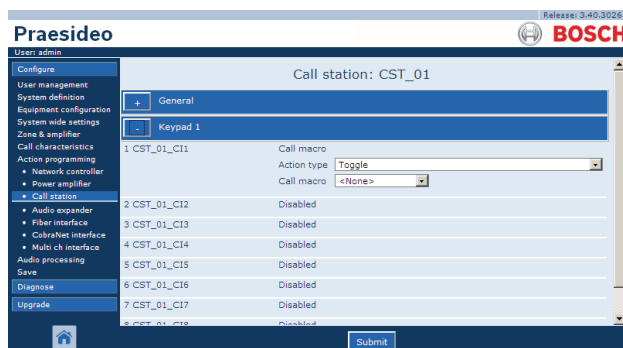 Release: 3.40.3026
Praesideo
BOSCH
User: admin
Configure
User management
System definition
Equipment configuration
System wide settings
Zone & amplifier
Call characteristics
Action programming
• Network controller
• Power amplifier
• Call station
• Audio expander
• Fiber interface
• CobraNet interface
• Multi ch interface
Audio processing
Save
Diagnose
Upgrade
Call station: CST_01
+ General
- Keypad 1
1 CST_01_CI1 Call macro
Action type Toggle
Call macro <None>
2 CST_01_CI2 Disabled
3 CST_01_CI3 Disabled
4 CST_01_CI4 Disabled
5 CST_01_CI5 Disabled
6 CST_01_CI6 Disabled
7 CST_01_CI7 Disabled
8 CST_01_CI8 Disabled
Submit